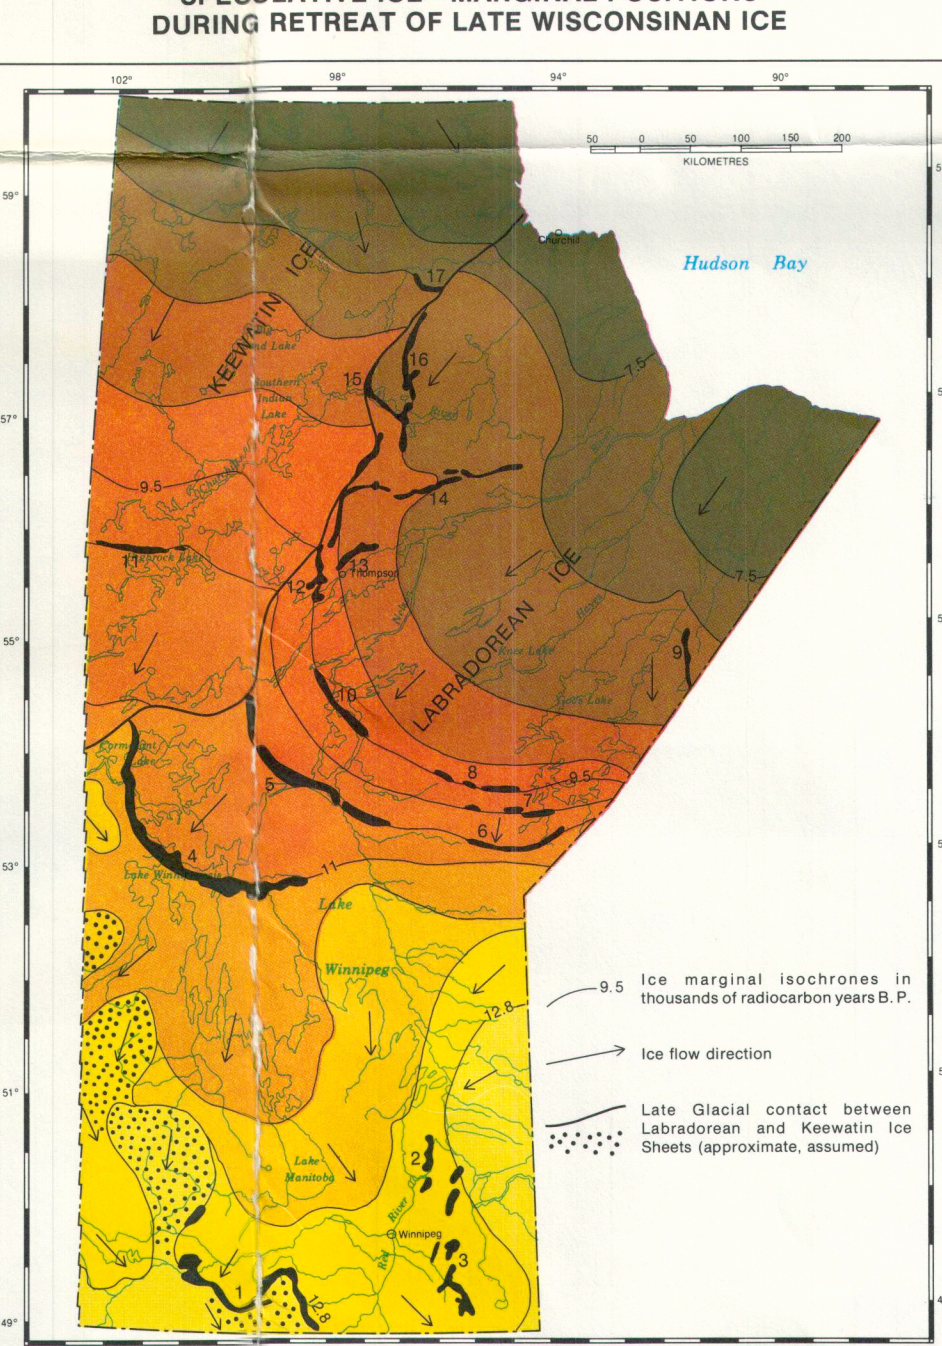 DURING RETREAT OF LATE WISCONSINAN ICE
102°
98°
94°
90°
50 0 50 100 150 200
KILOMETRES
59°
Churchill
Hudson Bay
KEEWATIN ICE
17
16
15
7.5
Southern
Indian
Lake
River
57°
9.5
Churchill
14
11
13
Thompson
12
7.5
LABRADOREAN ICE
Hayes
Knee Lake
Gods Lake
9
55°
10
8
9.5
7
6
5
4
11
53°
Lake
Winnipeg
12.8
9.5
Ice marginal isochrones in
thousands of radiocarbon years B. P.
Ice flow direction
Late Glacial contact between
Labradorean and Keewatin Ice
Sheets (approximate, assumed)
51°
2
Lake
Manitoba
Red River
Winnipeg
3
1
12.8
49°